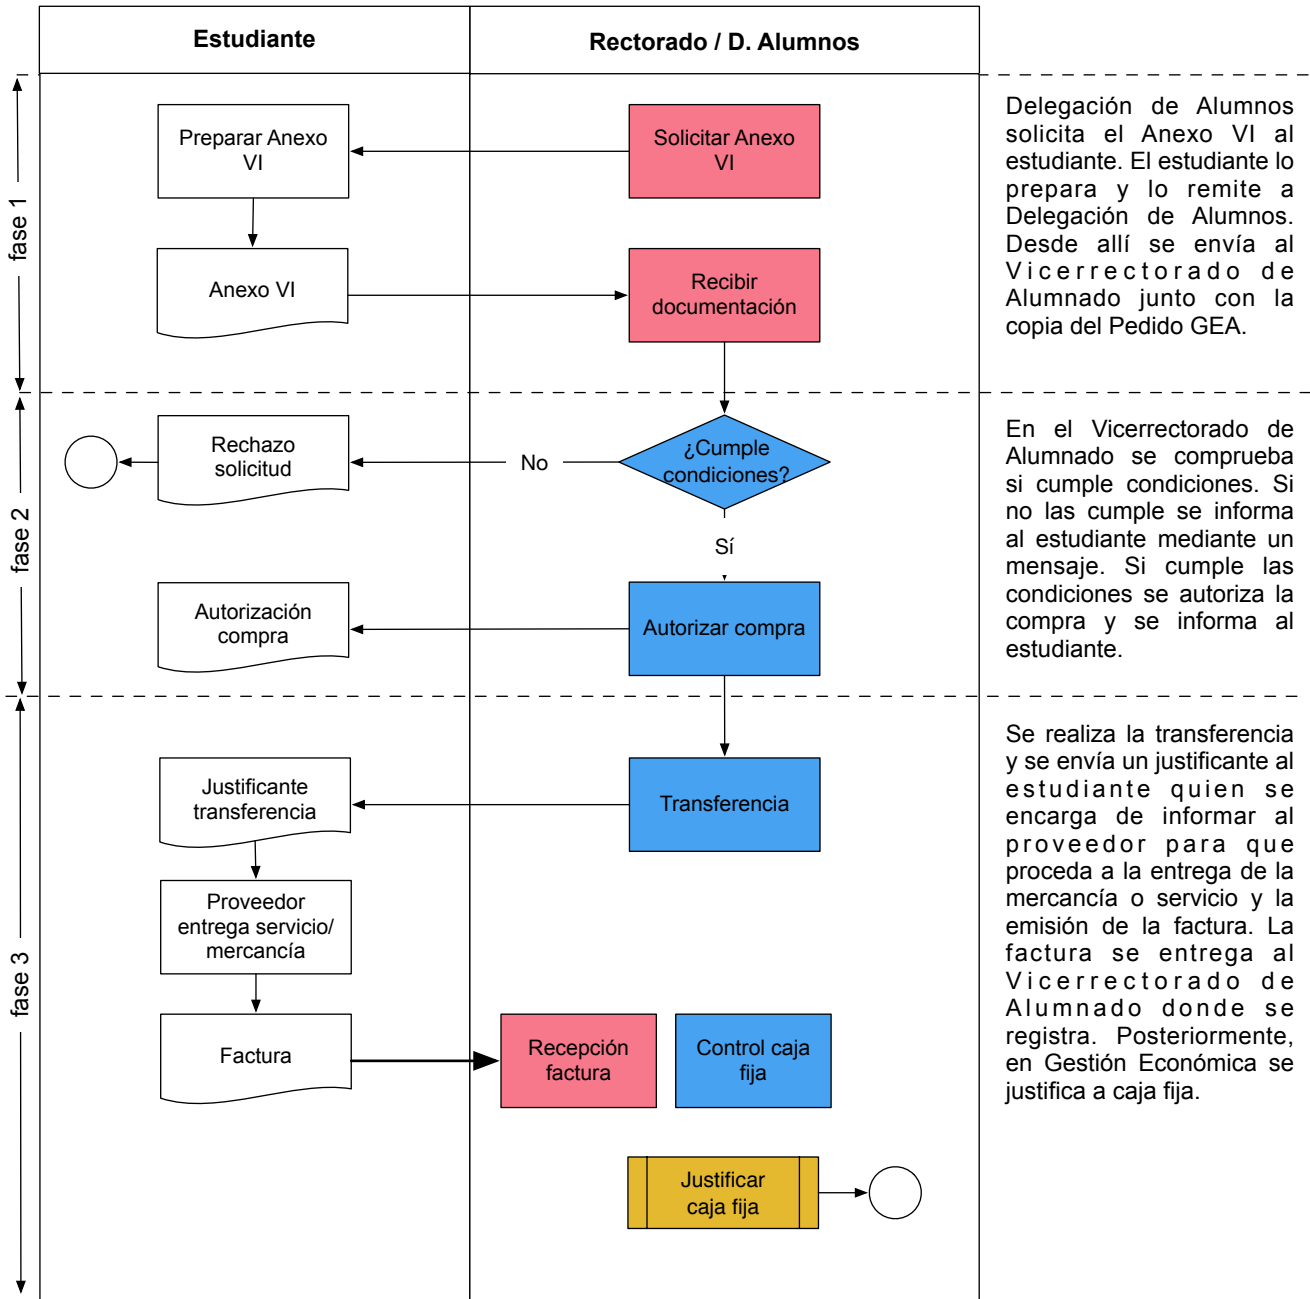 Estudiante
Rectorado / D. Alumnos
fase 1
Preparar Anexo
VI
Solicitar Anexo
VI
Anexo VI
Recibir
documentación
Delegación de Alumnos
solicita el Anexo VI al
estudiante. El estudiante lo
prepara y lo remite a
Delegación de Alumnos.
Desde allí se envía al
Vicerrectorado de
Alumnado junto con la
copia del Pedido GEA.
fase 2
Rechazo
solicitud
No
¿Cumple
condiciones?
Sí
Autorización
compra
Autorizar compra
En el Vicerrectorado de
Alumnado se comprueba
si cumple condiciones. Si
no las cumple se informa
al estudiante mediante un
mensaje. Si cumple las
condiciones se autoriza la
compra y se informa al
estudiante.
fase 3
Justificante
transferencia
Transferencia
Proveedor
entrega servicio/
mercancía
Factura
Recepción
factura
Control caja
fija
Justificar
caja fija
Se realiza la transferencia
y se envía un justificante al
estudiante quien se
encarga de informar al
proveedor para que
proceda a la entrega de la
mercancía o servicio y la
emisión de la factura. La
factura se entrega al
Vicerrectorado de
Alumnado donde se
registra. Posteriormente,
en Gestión Económica se
justifica a caja fija.